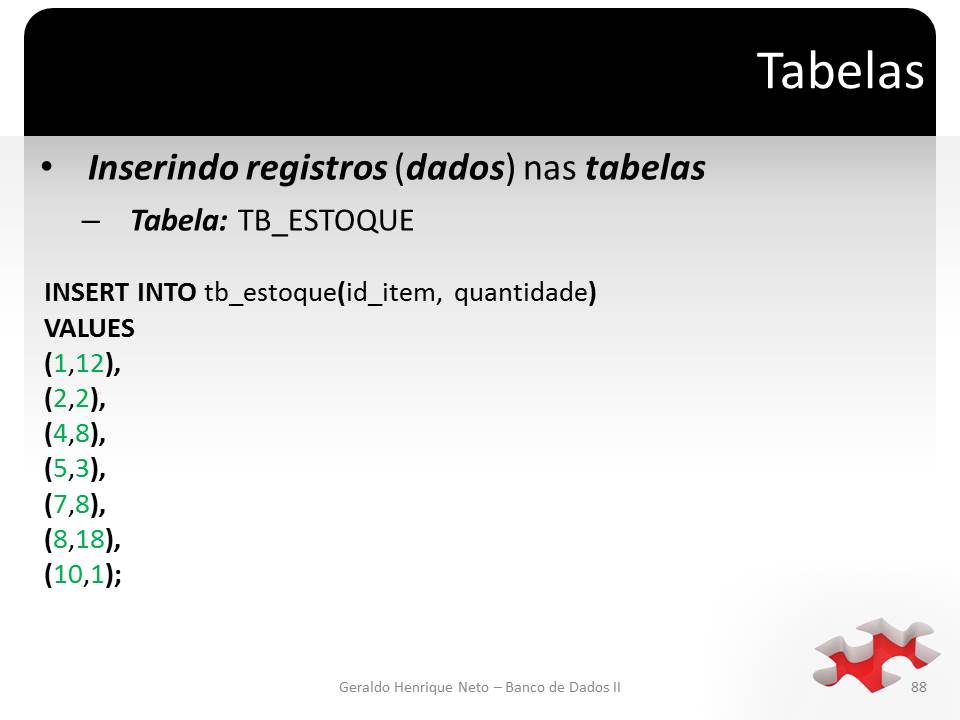 Tabelas
• Inserindo registros (dados) nas tabelas
– Tabela: TB_ESTOQUE
INSERT INTO tb_estoque(id_item, quantidade)
VALUES
(1,12),
(2,2),
(4,8),
(5,3),
(7,8),
(8,18),
(10,1);
Geraldo Henrique Neto – Banco de Dados II
88